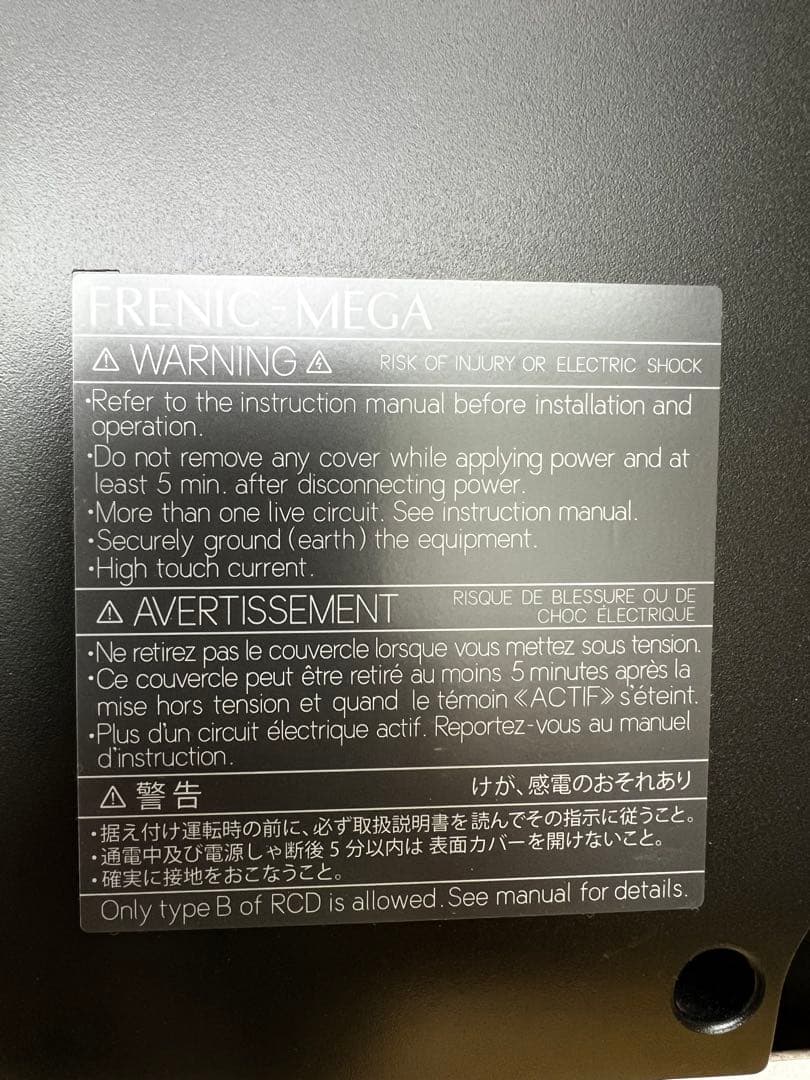 FRENIC-MEGA
⚠ WARNING ⚠ RISK OF INJURY OR ELECTRIC SHOCK
・Refer to the instruction manual before installation and
operation.
・Do not remove any cover while applying power and at
least 5 min. after disconnecting power.
・More than one live circuit. See instruction manual.
・Securely ground (earth) the equipment.
・High touch current.
⚠ AVERTISSEMENT RISQUE DE BLESSURE OU DE
CHOC ÉLECTRIQUE
・Ne retirez pas le couvercle lorsque vous mettez sous tension.
・Ce couvercle peut être retiré au moins 5 minutes après la
mise hors tension et quand le témoin 《ACTIF》 s'éteint.
・Plus d'un circuit électrique actif. Reportez-vous au manuel
d'instruction.
⚠ 警告 けが、感電のおそれあり
・据え付け運転時の前に、必ず取扱説明書を読んでその指示に従うこと。
・通電中及び電源しゃ断後5分以内は表面カバーを開けないこと。
・確実に接地をおこなうこと。
Only type B of RCD is allowed. See manual for details.